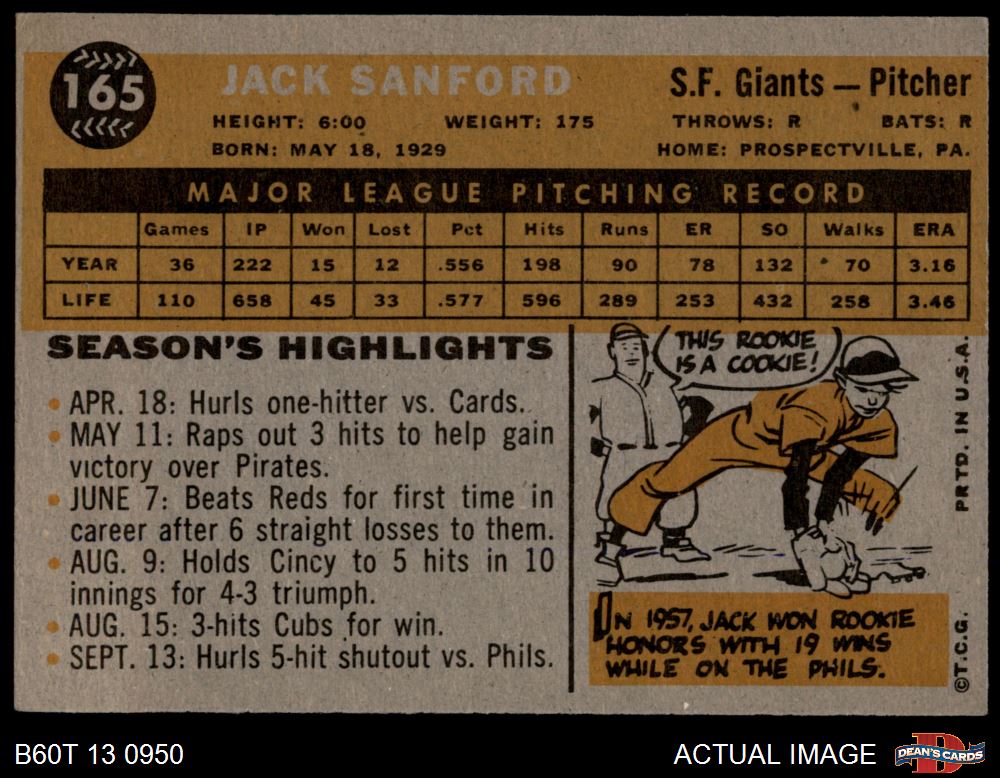 165
JACK SANFORD
S.F. Giants — Pitcher
HEIGHT: 6:00 WEIGHT: 175 THROWS: R BATS: R
BORN: MAY 18, 1929 HOME: PROSPECTVILLE, PA.
MAJOR LEAGUE PITCHING RECORD
Games IP Won Lost Pct Hits Runs ER SO Walks ERA
YEAR 36 222 15 12 .556 198 90 78 132 70 3.16
LIFE 110 658 45 33 .577 596 289 253 432 258 3.46
SEASON'S HIGHLIGHTS
• APR. 18: Hurls one-hitter vs. Cards.
• MAY 11: Raps out 3 hits to help gain
victory over Pirates.
• JUNE 7: Beats Reds for first time in
career after 6 straight losses to them.
• AUG. 9: Holds Cincy to 5 hits in 10
innings for 4-3 triumph.
• AUG. 15: 3-hits Cubs for win.
• SEPT. 13: Hurls 5-hit shutout vs. Phils.
THIS ROOKIE
IS A COOKIE!
IN 1957, JACK WON ROOKIE
HONORS WITH 19 WINS
WHILE ON THE PHILS.
©T.C.G. PRTD. IN U.S.A.
B60T 13 0950
ACTUAL IMAGE
DEAN'S CARDS